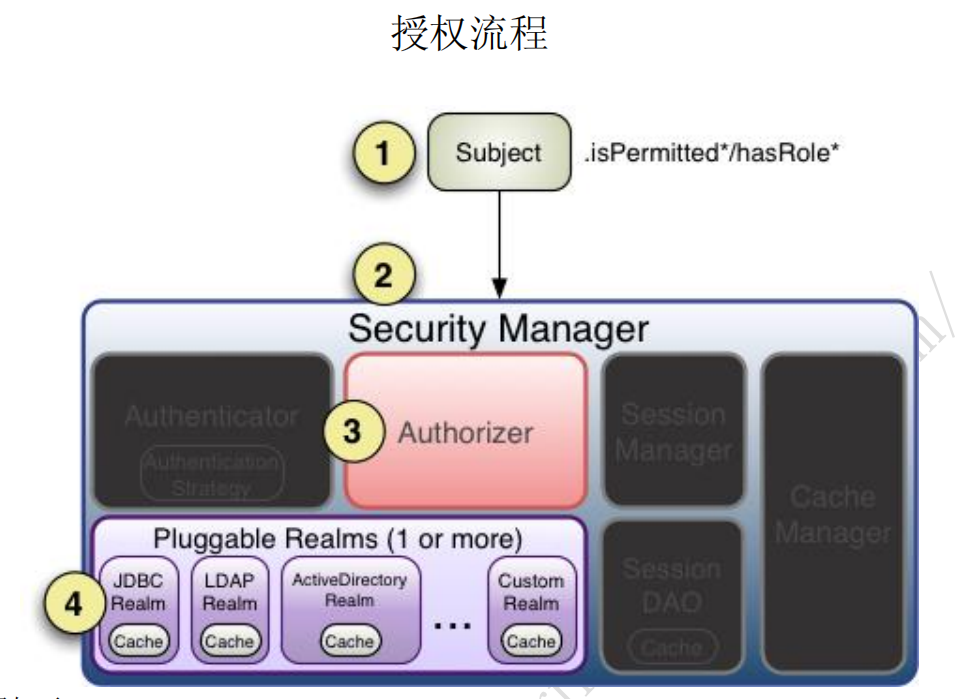 授权流程
1
Subject
.isPermitted*/hasRole*
2
Security Manager
Authenticator
Authentication
Strategy
3
Authorizer
Session
Manager
Cache
Manager
Pluggable Realms (1 or more)
4
JDBC
Realm
Cache
LDAP
Realm
Cache
ActiveDirectory
Realm
Cache
...
Custom
Realm
Cache
Session
DAO
Cache